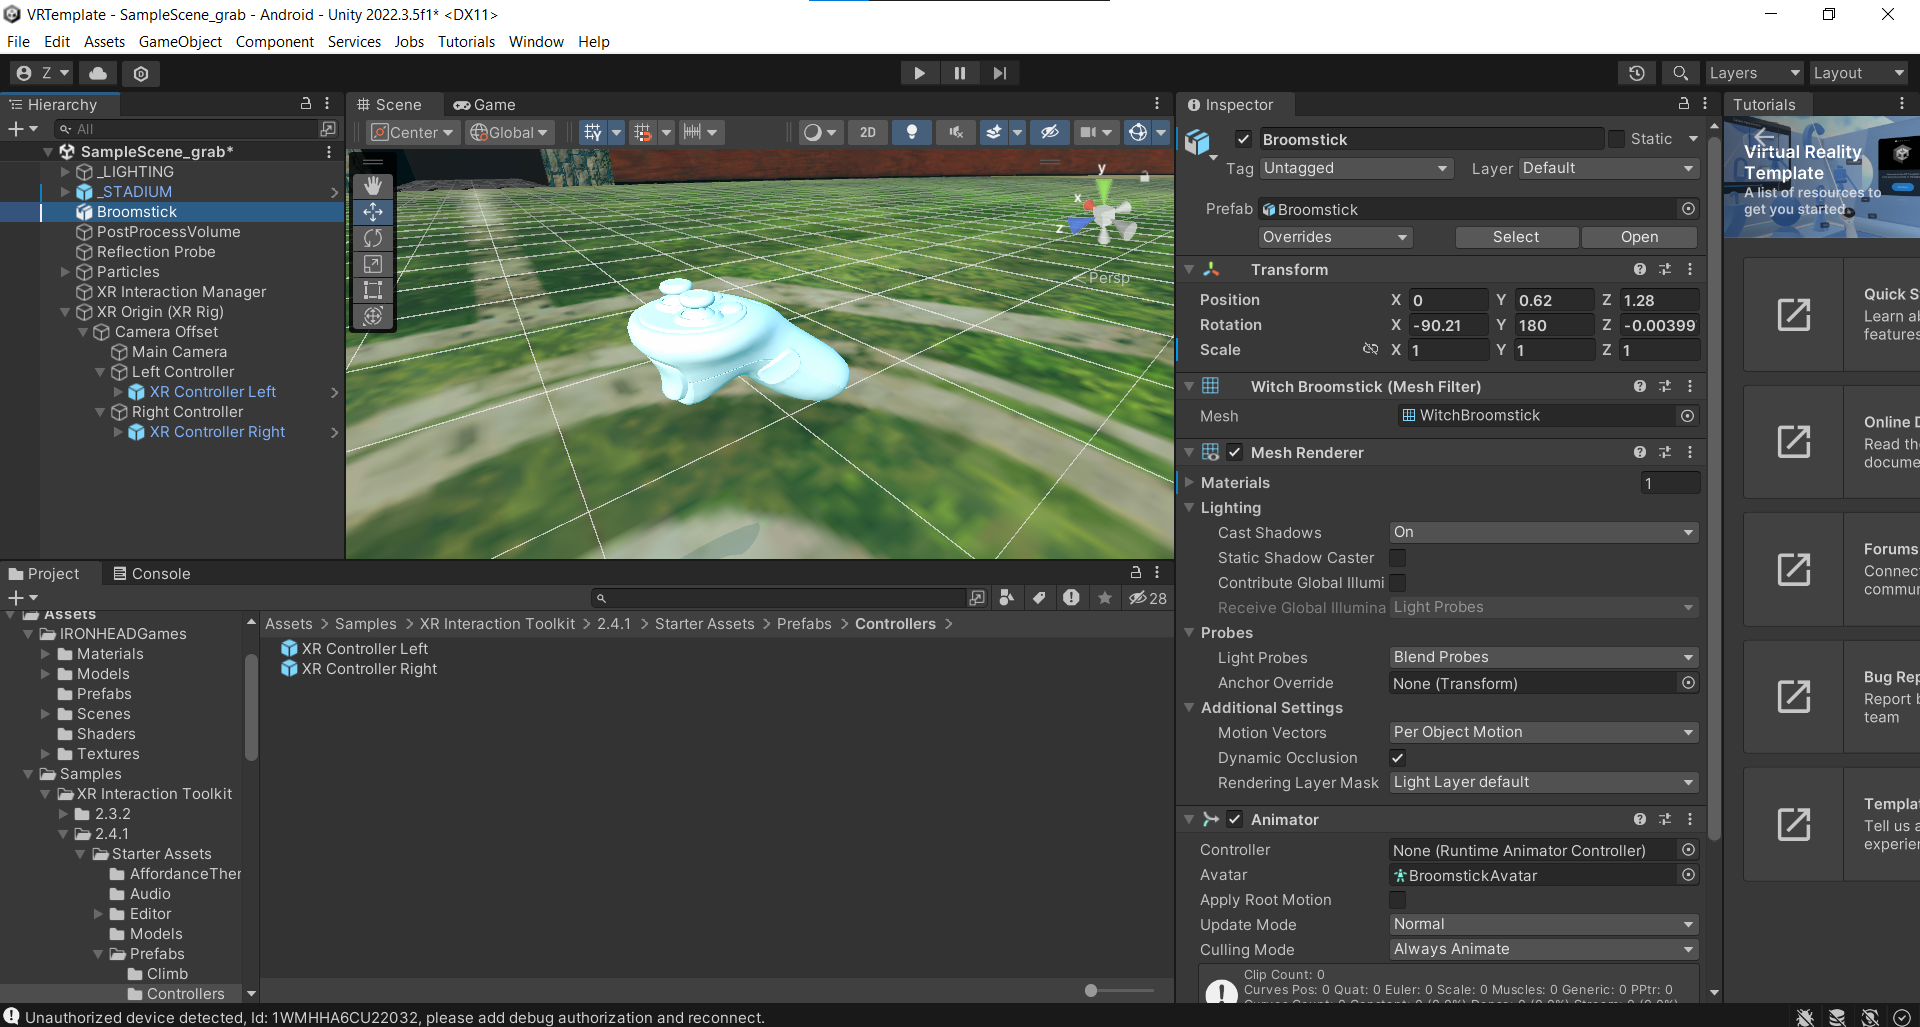 VRTemplate - SampleScene_grab - Android - Unity 2022.3.5f1* <DX11>
File Edit Assets GameObject Component Services Jobs Tutorials Window Help
Z
Layers
Layout
Hierarchy
All
SampleScene_grab*
_LIGHTING
_STADIUM
Broomstick
PostProcessVolume
Reflection Probe
Particles
XR Interaction Manager
XR Origin (XR Rig)
Camera Offset
Main Camera
Left Controller
XR Controller Left
Right Controller
XR Controller Right
Scene
Game
Center
Global
2D
y
x
z
Persp
Project
Console
28
Assets
IRONHEADGames
Materials
Models
Prefabs
Scenes
Shaders
Textures
Samples
XR Interaction Toolkit
2.3.2
2.4.1
Starter Assets
AffordanceTher
Audio
Editor
Models
Prefabs
Climb
Controllers
Assets > Samples > XR Interaction Toolkit > 2.4.1 > Starter Assets > Prefabs > Controllers >
XR Controller Left
XR Controller Right
Inspector
Broomstick
Static
Tag Untagged Layer Default
Prefab Broomstick
Overrides Select Open
Transform
Position X 0 Y 0.62 Z 1.28
Rotation X -90.21 Y 180 Z -0.00399
Scale X 1 Y 1 Z 1
Witch Broomstick (Mesh Filter)
Mesh WitchBroomstick
Mesh Renderer
Materials 1
Lighting
Cast Shadows On
Static Shadow Caster
Contribute Global Illumi
Receive Global Illumina Light Probes
Probes
Light Probes Blend Probes
Anchor Override None (Transform)
Additional Settings
Motion Vectors Per Object Motion
Dynamic Occlusion
Rendering Layer Mask Light Layer default
Animator
Controller None (Runtime Animator Controller)
Avatar BroomstickAvatar
Apply Root Motion
Update Mode Normal
Culling Mode Always Animate
Clip Count: 0
Curves Pos: 0 Quat: 0 Euler: 0 Scale: 0 Muscles: 0 Generic: 0 PPtr: 0
Tutorials
Virtual Reality
Template
A list of resources to
get you started
Quick S
Learn ab
features
Online D
Read the
docume
Forums
Connect
commun
Bug Rep
Report b
team
Templat
Tell us a
experien
Unauthorized device detected, Id: 1WMHHA6CU22032, please add debug authorization and reconnect.